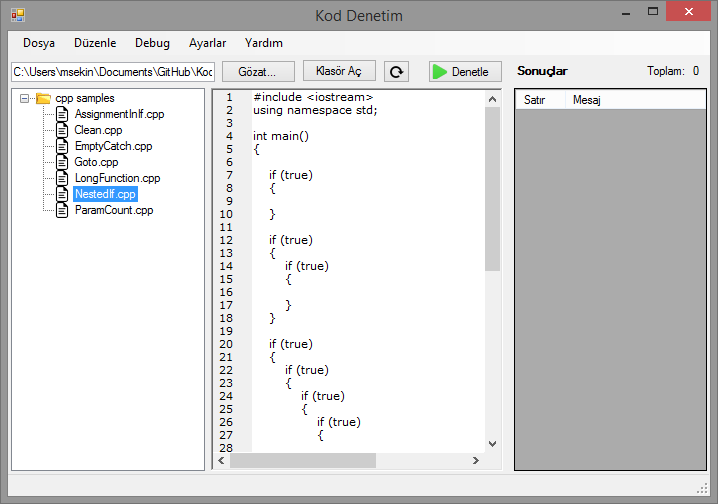 Kod Denetim
Dosya Düzenle Debug Ayarlar Yardım
C:\Users\msekin\Documents\GitHub\Kod Gözat... Klasör Aç Denetle Sonuçlar Toplam: 0
cpp samples
AssignmentInIf.cpp
Clean.cpp
EmptyCatch.cpp
Goto.cpp
LongFunction.cpp
NestedIf.cpp
ParamCount.cpp
1 #include <iostream>
2 using namespace std;
3
4 int main()
5 {
6
7 if (true)
8 {
9
10 }
11
12 if (true)
13 {
14 if (true)
15 {
16
17 }
18 }
19
20 if (true)
21 {
22 if (true)
23 {
24 if (true)
25 {
26 if (true)
27 {
28
Satır Mesaj